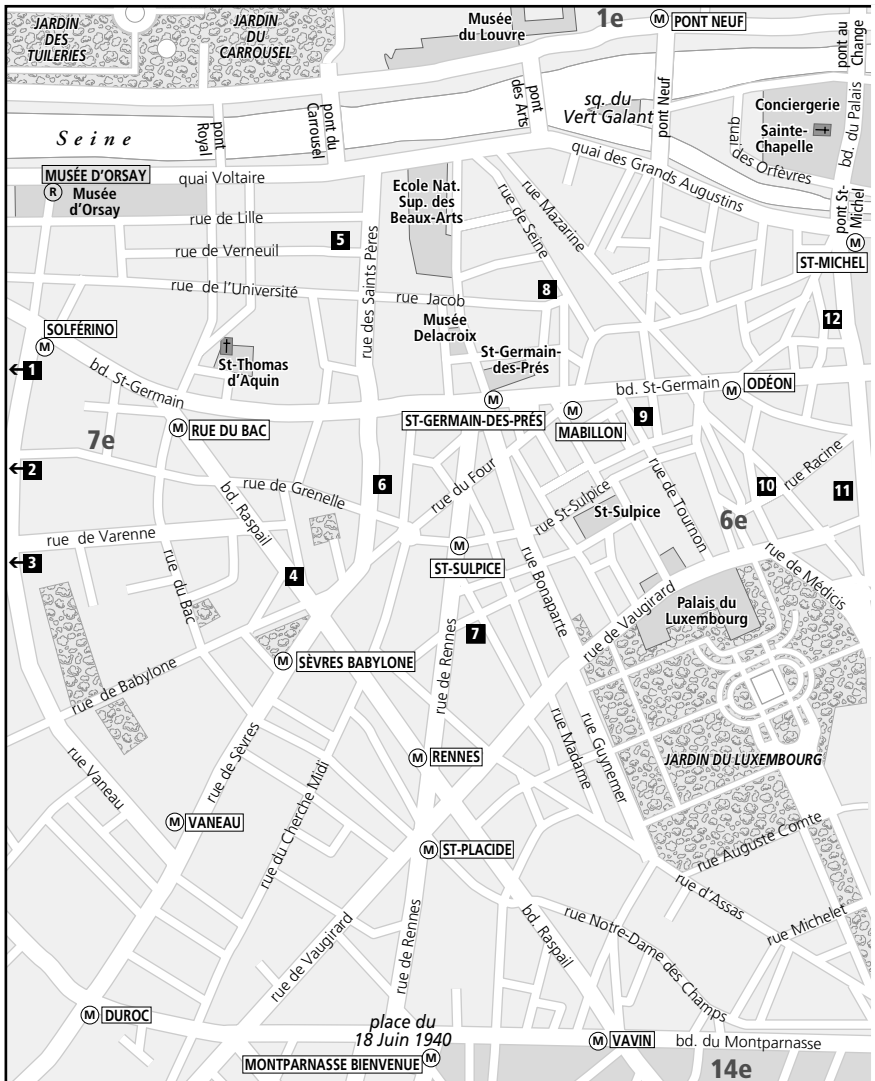 JARDIN
DES
TUILERIES
JARDIN
DU
CARROUSEL
Musée
du Louvre
1e
M PONT NEUF
pont au
Change
pont
Royal
pont du
Carrousel
pont
des Arts
sq. du
Vert Galant
pont Neuf
quai
des Orfèvres
Conciergerie
Sainte-
Chapelle
bd. du Palais
Seine
MUSÉE D'ORSAY
R Musée
d'Orsay
quai Voltaire
Ecole Nat.
Sup. des
Beaux-Arts
quai des Grands Augustins
rue Mazarine
rue de Seine
pont St-
Michel
M
ST-MICHEL
rue de Lille
5
rue de Verneuil
rue des Saints Pères
rue de l'Université
rue Jacob
8
12
SOLFÉRINO
M
Musée
Delacroix
1
St-Thomas
d'Aquin
St-Germain-
des-Prés
bd. St-Germain
bd. St-Germain
M ODÉON
M
ST-GERMAIN-DES-PRÉS
M
MABILLON
9
M RUE DU BAC
7e
2
rue de Grenelle
6
rue du Four
rue St-Sulpice
St-Sulpice
rue de Tournon
10
rue Racine
11
6e
bd. Raspail
rue de Varenne
3
rue du Bac
4
M
ST-SULPICE
rue Bonaparte
rue de Vaugirard
Palais du
Luxembourg
rue de Médicis
7
rue de Rennes
M SÈVRES BABYLONE
rue de Babylone
rue Vaneau
rue de Sèvres
M RENNES
rue Madame
rue Guynemer
JARDIN DU LUXEMBOURG
M VANEAU
rue du Cherche Midi
M ST-PLACIDE
rue Auguste Comte
rue d'Assas
rue Michelet
rue de Vaugirard
rue de Rennes
bd. Raspail
rue Notre-Dame des Champs
M DUROC
place du
18 Juin 1940
MONTPARNASSE BIENVENUE M
M VAVIN
bd. du Montparnasse
14e